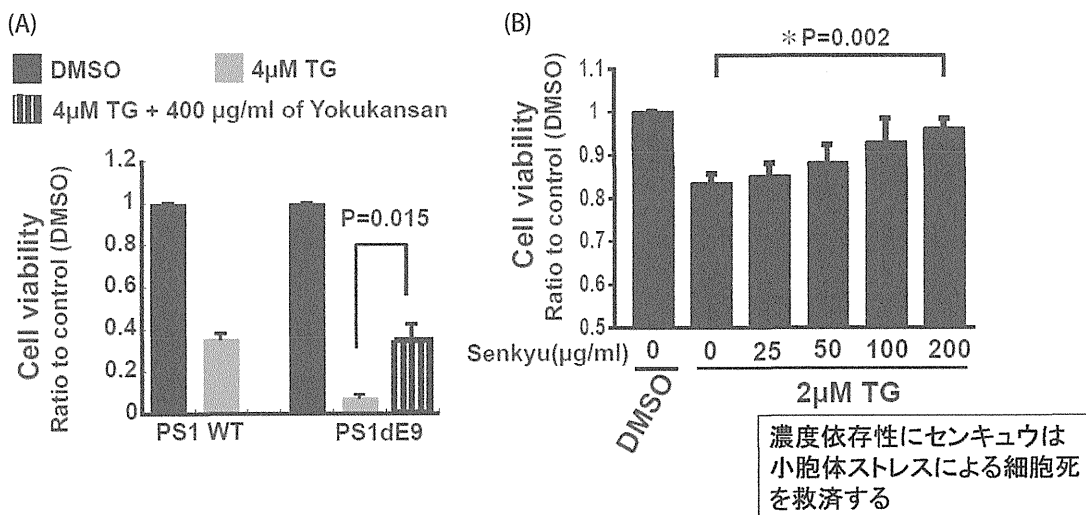 (A)
DMSO
4μM TG
4μM TG + 400 μg/ml of Yokukansan
Cell viability
Ratio to control (DMSO)
1.2
1
0.8
0.6
0.4
0.2
0
P=0.015
PS1 WT
PS1dE9
(B)
＊P=0.002
Cell viability
Ratio to control (DMSO)
1.1
1
0.9
0.8
0.7
0.6
0.5
Senkyu(μg/ml) 0 0 25 50 100 200
DMSO
2μM TG
濃度依存性にセンキュウは
小胞体ストレスによる細胞死
を救済する